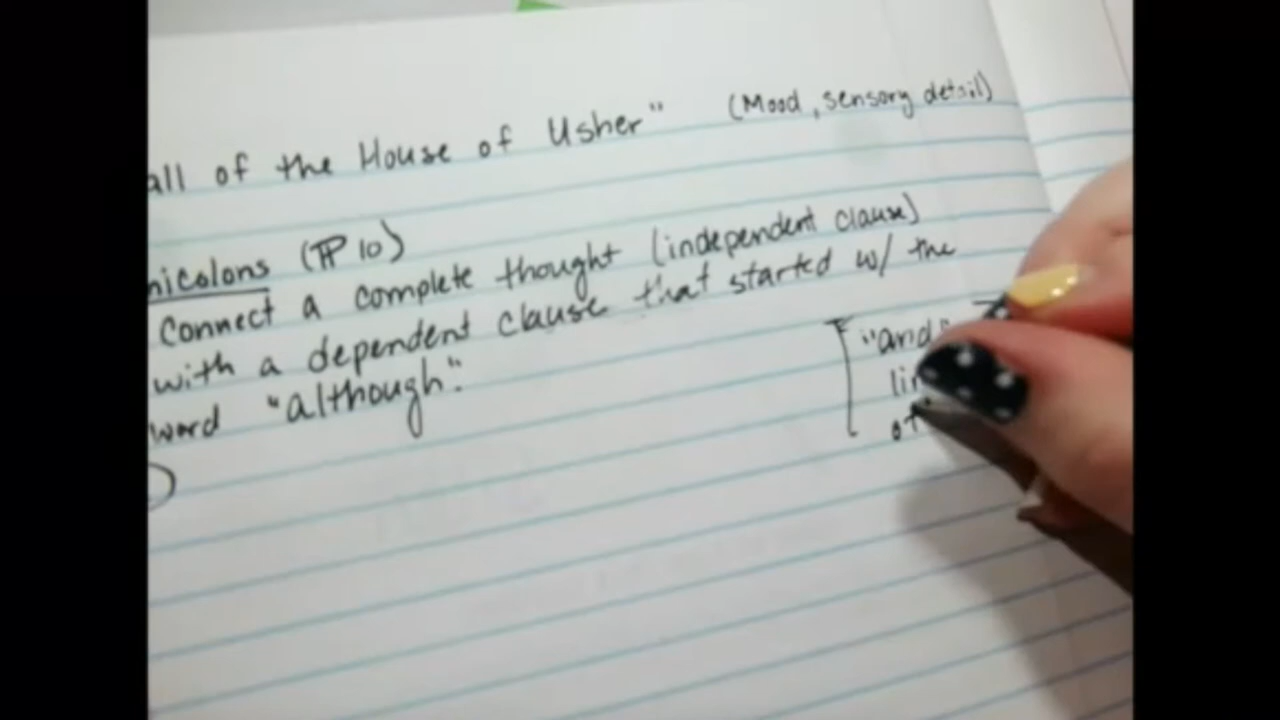 all of the House of Usher" (Mood, sensory detail)
nicolons (¶ 10)
Connect a complete thought (independent clause)
with a dependent clause that started w/ the
word "although".
)
"and"